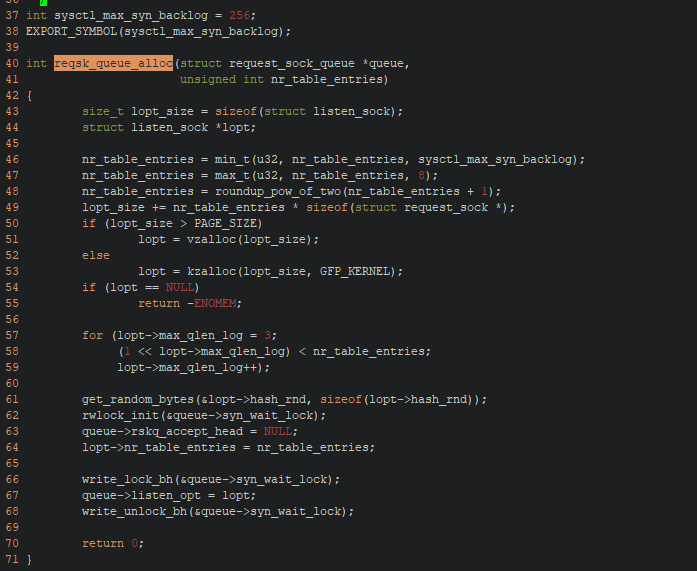 37 int sysctl_max_syn_backlog = 256;
38 EXPORT_SYMBOL(sysctl_max_syn_backlog);
39
40 int reqsk_queue_alloc(struct request_sock_queue *queue,
41                       unsigned int nr_table_entries)
42 {
43         size_t lopt_size = sizeof(struct listen_sock);
44         struct listen_sock *lopt;
45
46         nr_table_entries = min_t(u32, nr_table_entries, sysctl_max_syn_backlog);
47         nr_table_entries = max_t(u32, nr_table_entries, 8);
48         nr_table_entries = roundup_pow_of_two(nr_table_entries + 1);
49         lopt_size += nr_table_entries * sizeof(struct request_sock *);
50         if (lopt_size > PAGE_SIZE)
51                 lopt = vzalloc(lopt_size);
52         else
53                 lopt = kzalloc(lopt_size, GFP_KERNEL);
54         if (lopt == NULL)
55                 return -ENOMEM;
56
57         for (lopt->max_qlen_log = 3;
58              (1 << lopt->max_qlen_log) < nr_table_entries;
59              lopt->max_qlen_log++);
60
61         get_random_bytes(&lopt->hash_rnd, sizeof(lopt->hash_rnd));
62         rwlock_init(&queue->syn_wait_lock);
63         queue->rskq_accept_head = NULL;
64         lopt->nr_table_entries = nr_table_entries;
65
66         write_lock_bh(&queue->syn_wait_lock);
67         queue->listen_opt = lopt;
68         write_unlock_bh(&queue->syn_wait_lock);
69
70         return 0;
71 }